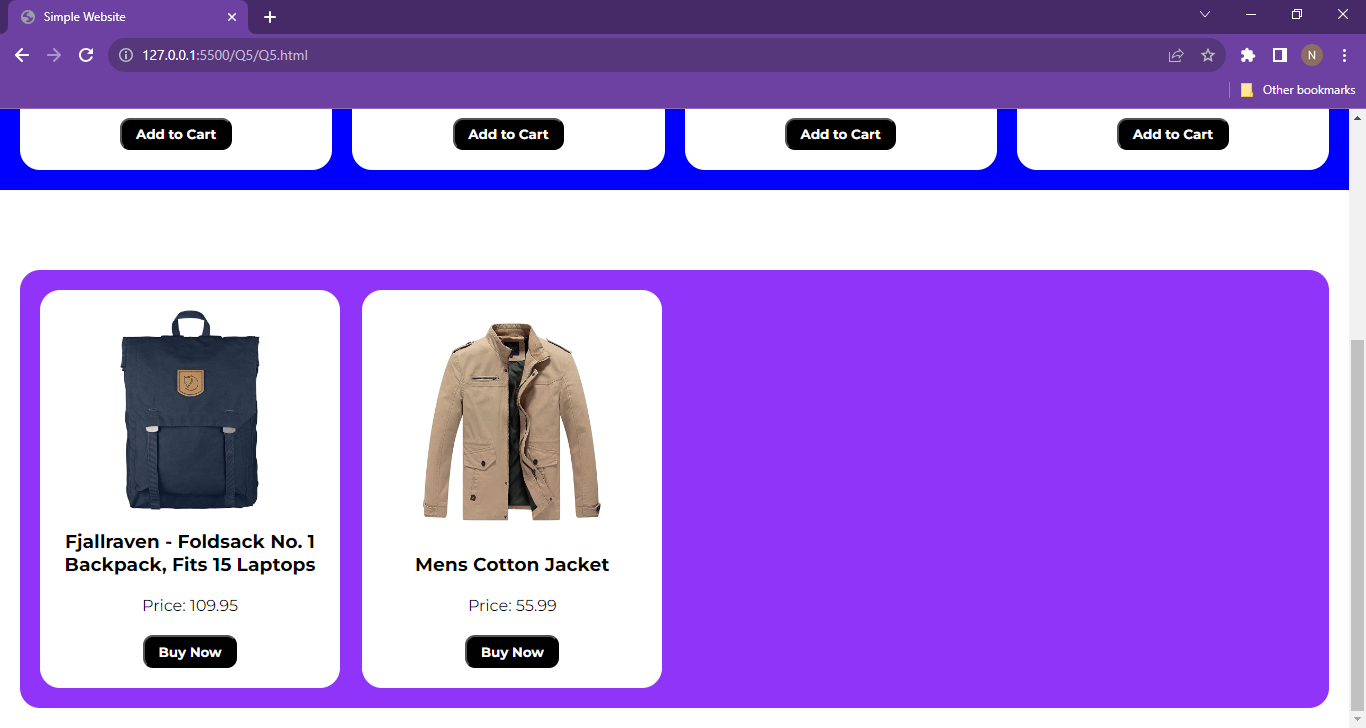 Simple Website
127.0.0.1:5500/Q5/Q5.html
N
Other bookmarks
Add to Cart
Add to Cart
Add to Cart
Add to Cart
Fjallraven - Foldsack No. 1
Backpack, Fits 15 Laptops
Price: 109.95
Buy Now
Mens Cotton Jacket
Price: 55.99
Buy Now